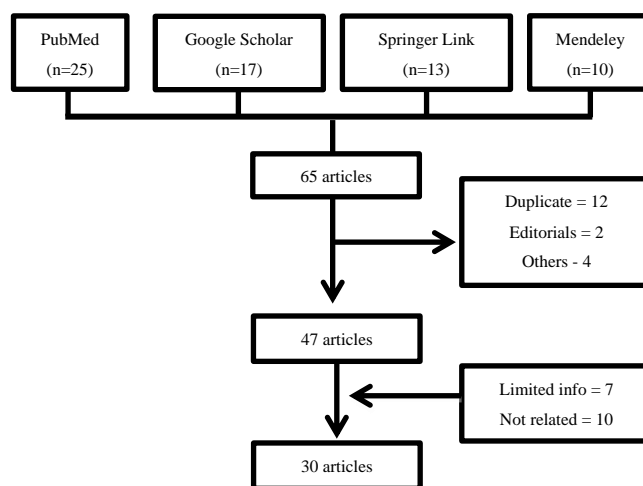 PubMed
(n=25)
Google Scholar
(n=17)
Springer Link
(n=13)
Mendeley
(n=10)
65 articles
Duplicate = 12
Editorials = 2
Others - 4
47 articles
Limited info = 7
Not related = 10
30 articles